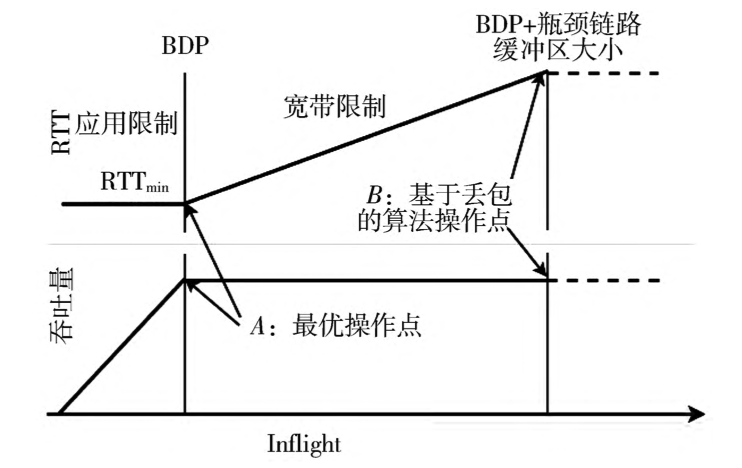 BDP
BDP+瓶颈链路
缓冲区大小
RTT
应用限制
宽带限制
RTTmin
B：基于丢包
的算法操作点
吞吐量
A：最优操作点
Inflight